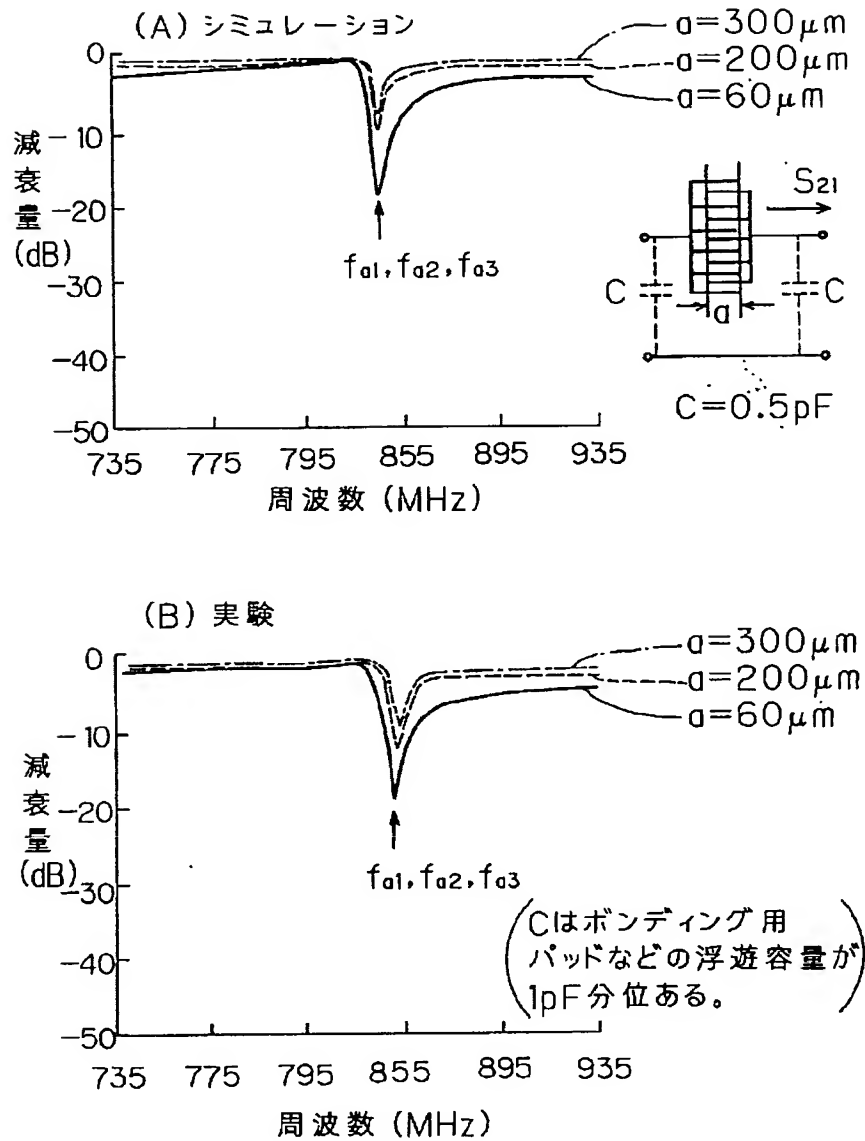 (A) シミュレーション
a=300μm
a=200μm
a=60μm
0
-10
-20
-30
-40
-50
減衰量
(dB)
fa1, fa2, fa3
S21
C
C
a
C=0.5pF
735 775 795 855 895 935
周波数 (MHz)
(B) 実験
a=300μm
a=200μm
a=60μm
0
-10
-20
-30
-40
-50
減衰量
(dB)
fa1, fa2, fa3
Cはボンディング用
パッドなどの浮遊容量が
1pF分位ある。
735 775 795 855 895 935
周波数 (MHz)